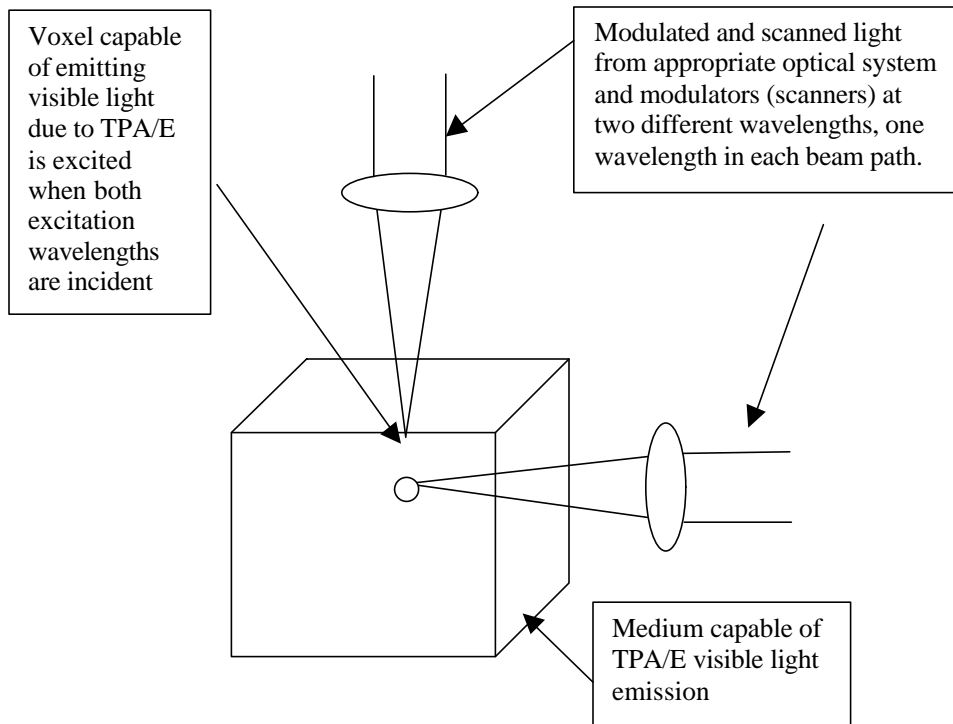 Voxel capable
of emitting
visible light
due to TPA/E
is excited
when both
excitation
wavelengths
are incident
Modulated and scanned light
from appropriate optical system
and modulators (scanners) at
two different wavelengths, one
wavelength in each beam path.
Medium capable of
TPA/E visible light
emission